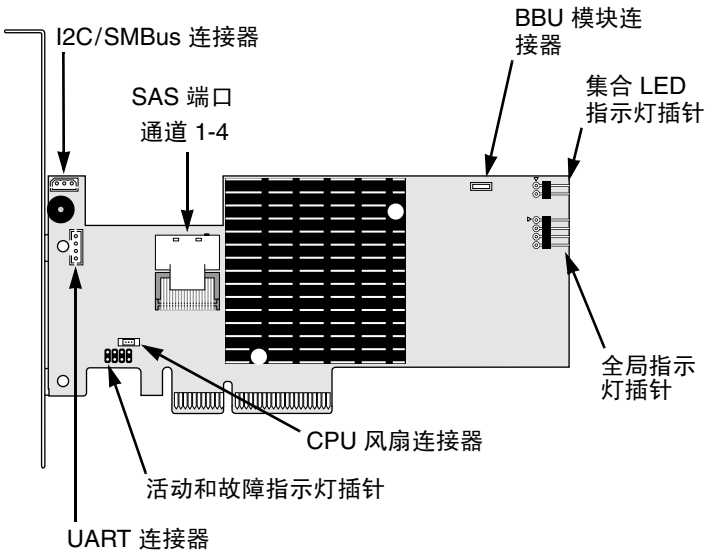 BBU 模块连
接器
I2C/SMBus 连接器
集合 LED
指示灯插针
SAS 端口
通道 1-4
全局指示
灯插针
CPU 风扇连接器
活动和故障指示灯插针
UART 连接器